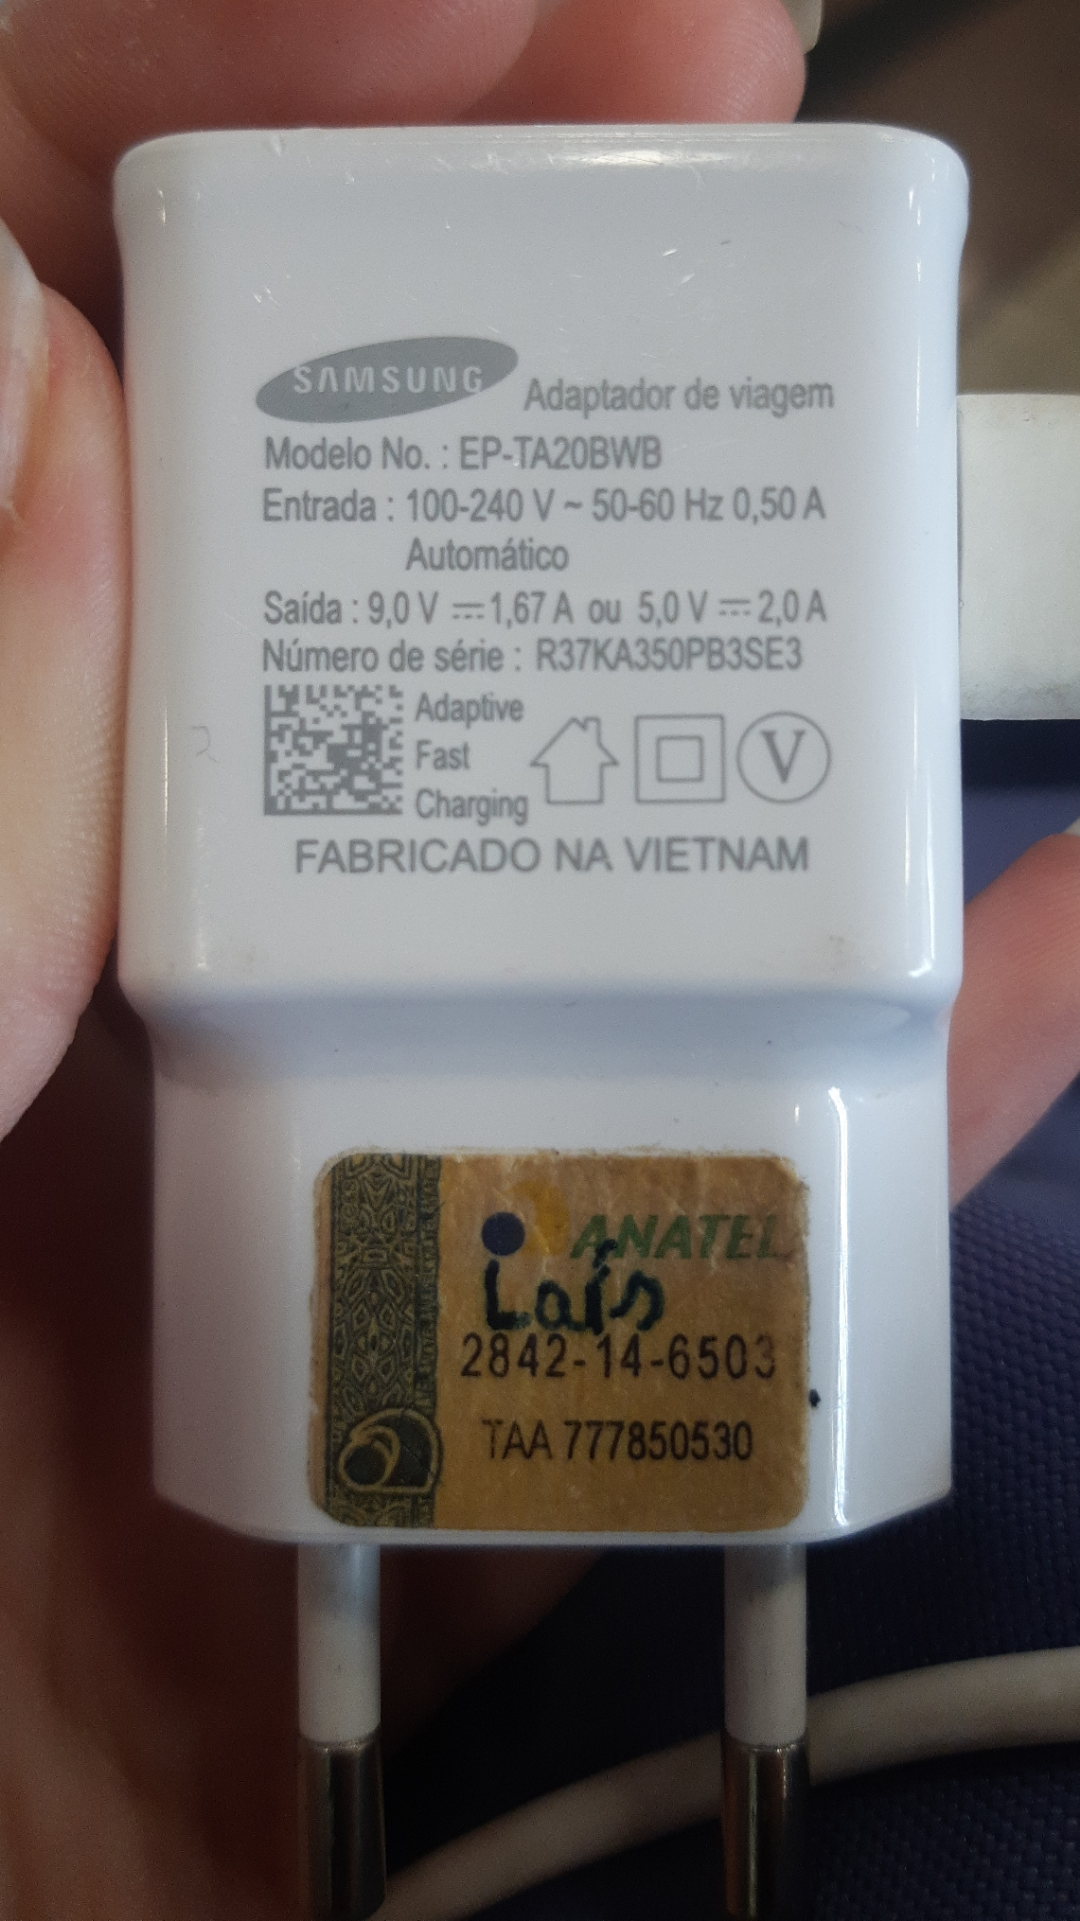 SAMSUNG Adaptador de viagem
Modelo No. : EP-TA20BWB
Entrada : 100-240 V ~ 50-60 Hz 0,50 A
Automático
Saída : 9,0 V ⎓ 1,67 A ou 5,0 V ⎓ 2,0 A
Número de série : R37KA350PB3SE3
Adaptive
Fast
Charging
V
FABRICADO NA VIETNAM
ANATEL
Laís
2842-14-6503
TAA 777850530